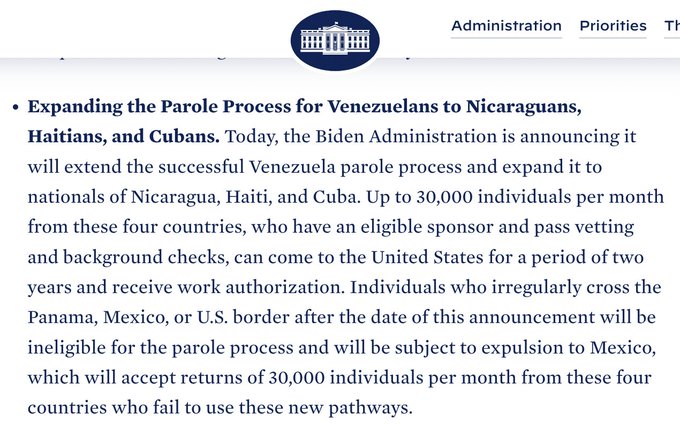 Administration Priorities Th
• Expanding the Parole Process for Venezuelans to Nicaraguans,
Haitians, and Cubans. Today, the Biden Administration is announcing it
will extend the successful Venezuela parole process and expand it to
nationals of Nicaragua, Haiti, and Cuba. Up to 30,000 individuals per month
from these four countries, who have an eligible sponsor and pass vetting
and background checks, can come to the United States for a period of two
years and receive work authorization. Individuals who irregularly cross the
Panama, Mexico, or U.S. border after the date of this announcement will be
ineligible for the parole process and will be subject to expulsion to Mexico,
which will accept returns of 30,000 individuals per month from these four
countries who fail to use these new pathways.